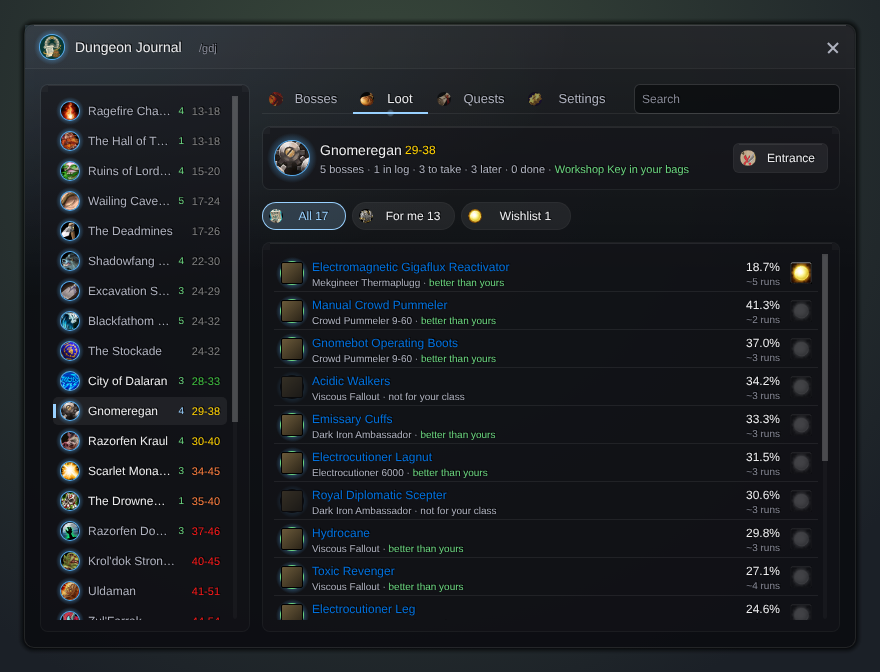 Dungeon Journal /gdj
Ragefire Cha… 4 13-18
The Hall of T… 1 13-18
Ruins of Lord… 4 15-20
Wailing Cave… 5 17-24
The Deadmines 17-26
Shadowfang … 4 22-30
Excavation S… 3 24-29
Blackfathom … 5 24-32
The Stockade 24-32
City of Dalaran 3 28-33
Gnomeregan 4 29-38
Razorfen Kraul 4 30-40
Scarlet Mona… 3 34-45
The Drowne… 1 35-40
Razorfen Do… 3 37-46
Krol'dok Stron… 40-45
Uldaman 41-51
Bosses Loot Quests Settings Search
Gnomeregan 29-38
5 bosses · 1 in log · 3 to take · 3 later · 0 done · Workshop Key in your bags
Entrance
All 17 For me 13 Wishlist 1
Electromagnetic Gigaflux Reactivator 18.7%
Mekgineer Thermaplugg · better than yours ~5 runs
Manual Crowd Pummeler 41.3%
Crowd Pummeler 9-60 · better than yours ~2 runs
Gnomebot Operating Boots 37.0%
Crowd Pummeler 9-60 · better than yours ~3 runs
Acidic Walkers 34.2%
Viscous Fallout · not for your class ~3 runs
Emissary Cuffs 33.3%
Dark Iron Ambassador · better than yours ~3 runs
Electrocutioner Lagnut 31.5%
Electrocutioner 6000 · better than yours ~3 runs
Royal Diplomatic Scepter 30.6%
Dark Iron Ambassador · not for your class ~3 runs
Hydrocane 29.8%
Viscous Fallout · better than yours ~3 runs
Toxic Revenger 27.1%
Viscous Fallout · better than yours ~4 runs
Electrocutioner Leg 24.6%